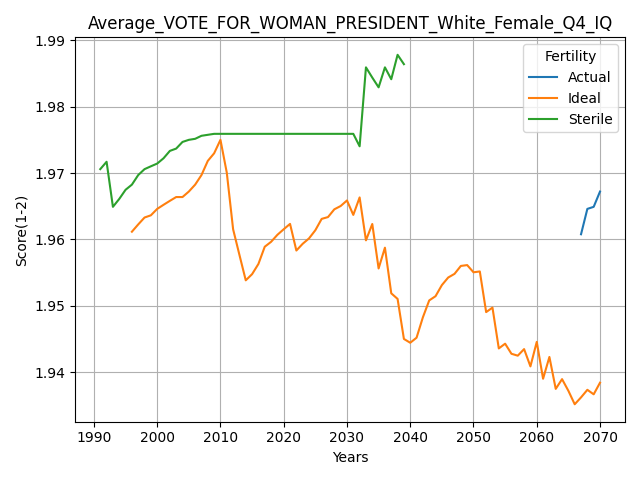 Average_VOTE_FOR_WOMAN_PRESIDENT_White_Female_Q4_IQ
Fertility
Actual
Ideal
Sterile
Score(1-2)
1.99
1.98
1.97
1.96
1.95
1.94
1990 2000 2010 2020 2030 2040 2050 2060 2070
Years